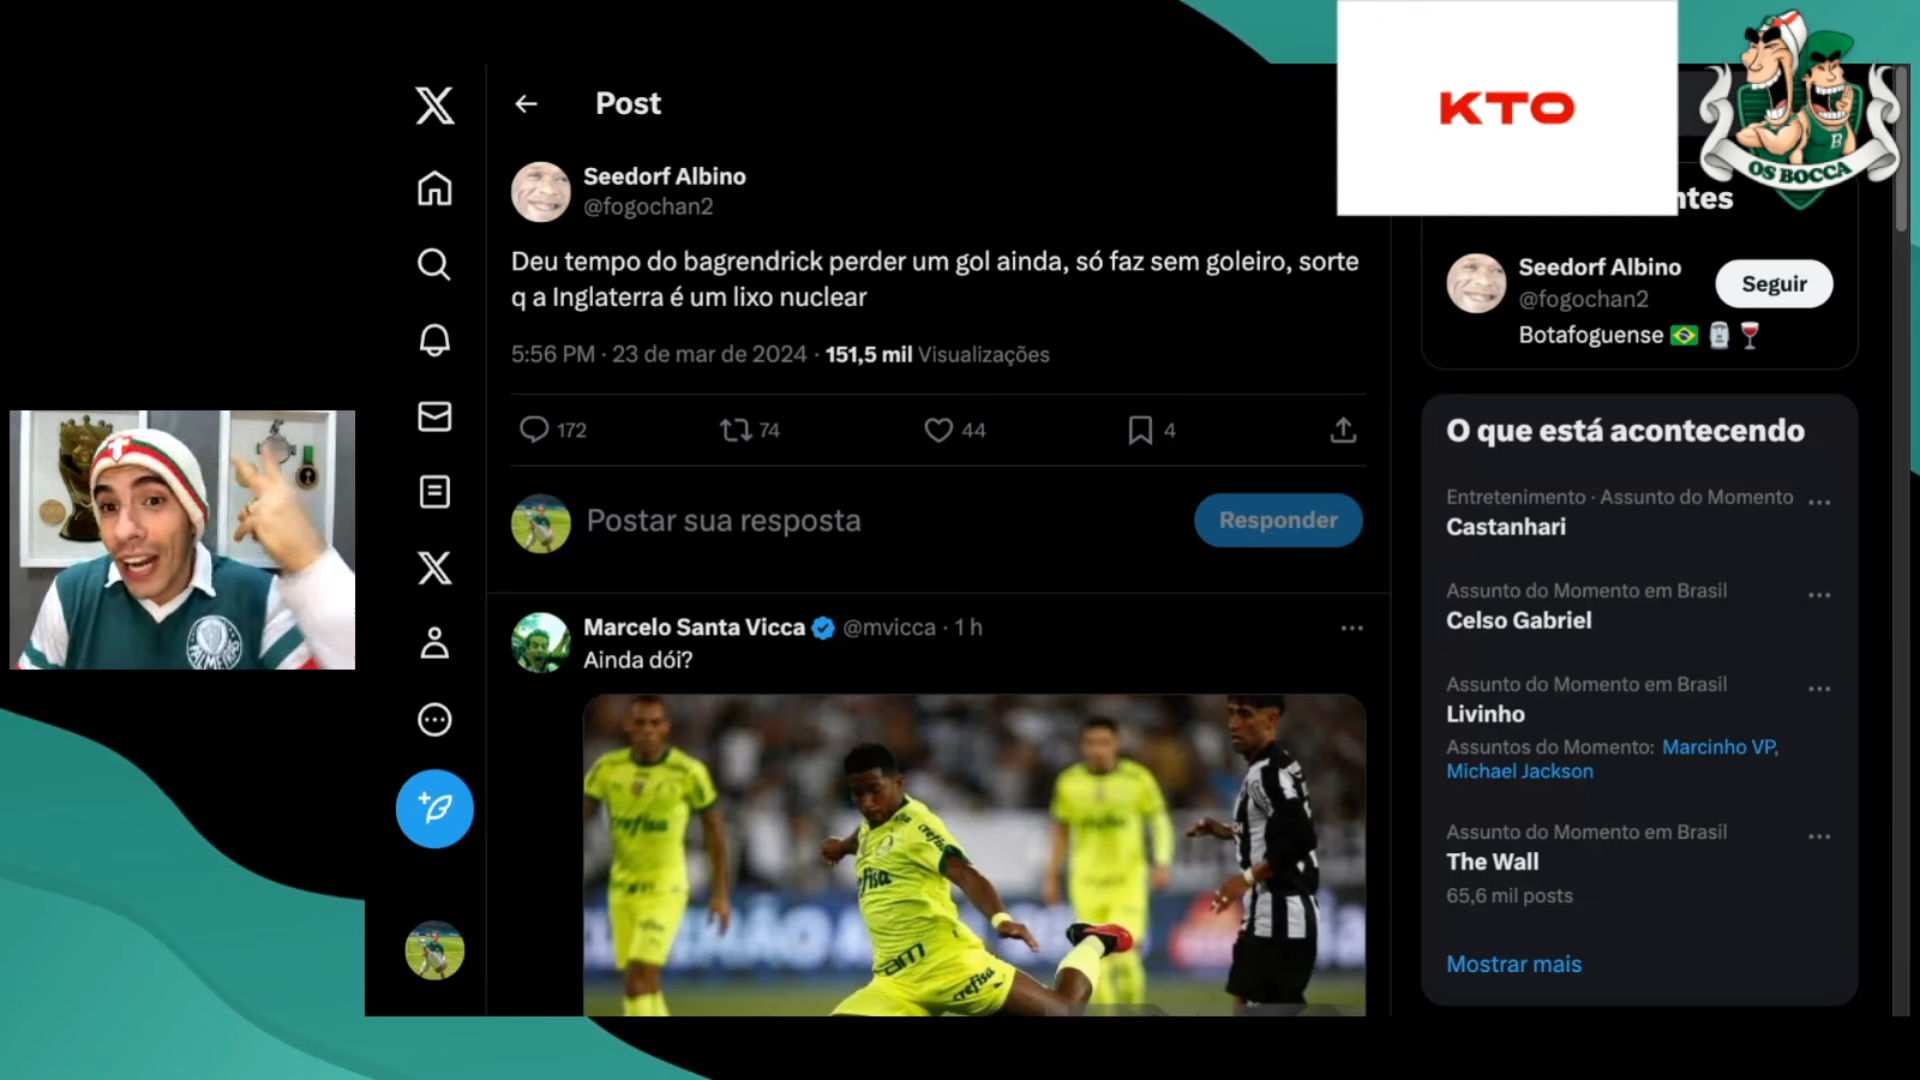 KTO
OS BOCCA
B
Post
Seedorf Albino
@fogochan2
Deu tempo do bagrendrick perder um gol ainda, só faz sem goleiro, sorte
q a Inglaterra é um lixo nuclear
5:56 PM · 23 de mar de 2024 · 151,5 mil Visualizações
172
74
44
4
Postar sua resposta
Responder
Marcelo Santa Vicca @mvicca · 1 h
Ainda dói?
crefisa
crefisa
crefisa
PALMEIRAS
Seedorf Albino
@fogochan2
Botafoguense
Seguir
O que está acontecendo
Entretenimento · Assunto do Momento
Castanhari
Assunto do Momento em Brasil
Celso Gabriel
Assunto do Momento em Brasil
Livinho
Assuntos do Momento: Marcinho VP,
Michael Jackson
Assunto do Momento em Brasil
The Wall
65,6 mil posts
Mostrar mais